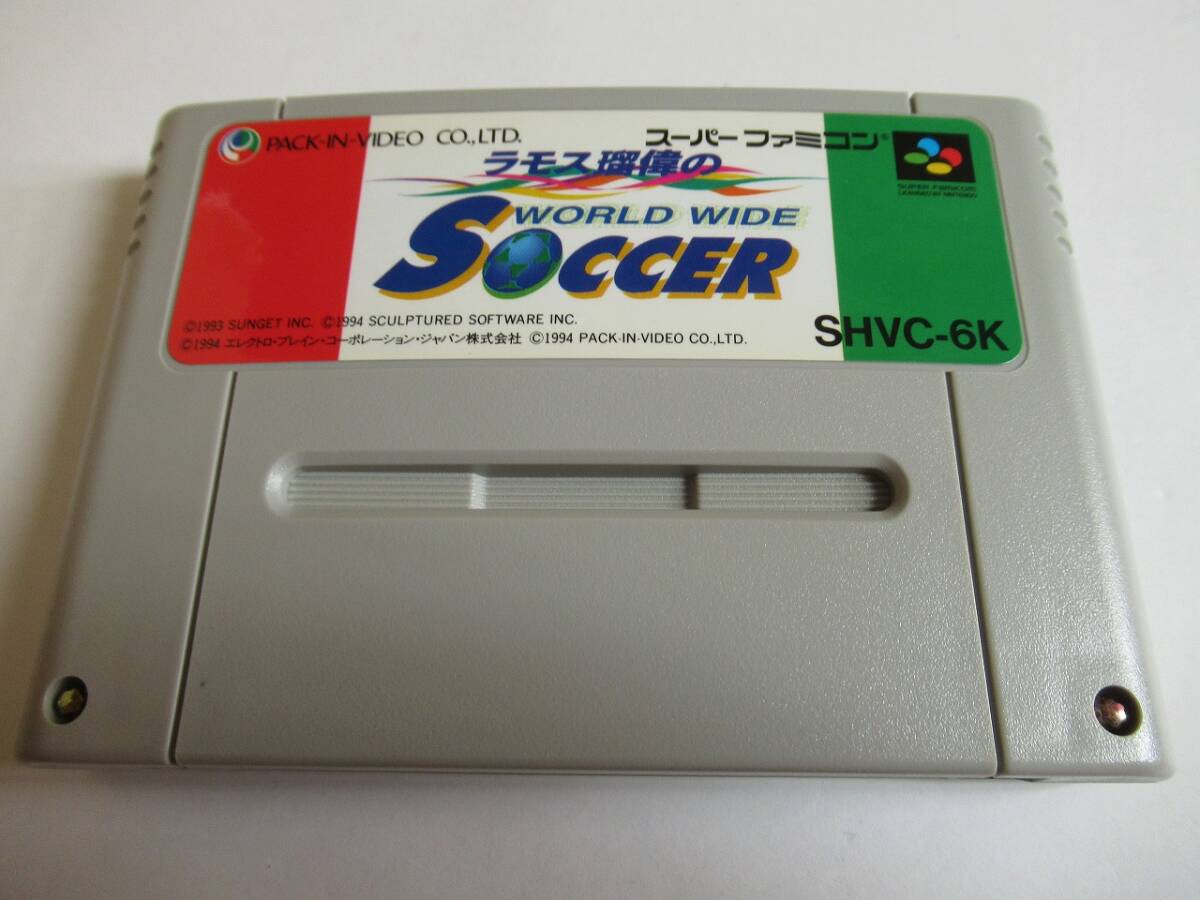 PACK-IN-VIDEO CO.,LTD.
スーパーファミコン®
ラモス瑠偉の
WORLD WIDE
SOCCER
SUPER FAMICOM
LICENSED BY NINTENDO
©1993 SUNGET INC. ©1994 SCULPTURED SOFTWARE INC.
©1994 エレクトロ・ブレイン・コーポレーション・ジャパン株式会社 ©1994 PACK-IN-VIDEO CO.,LTD.
SHVC-6K